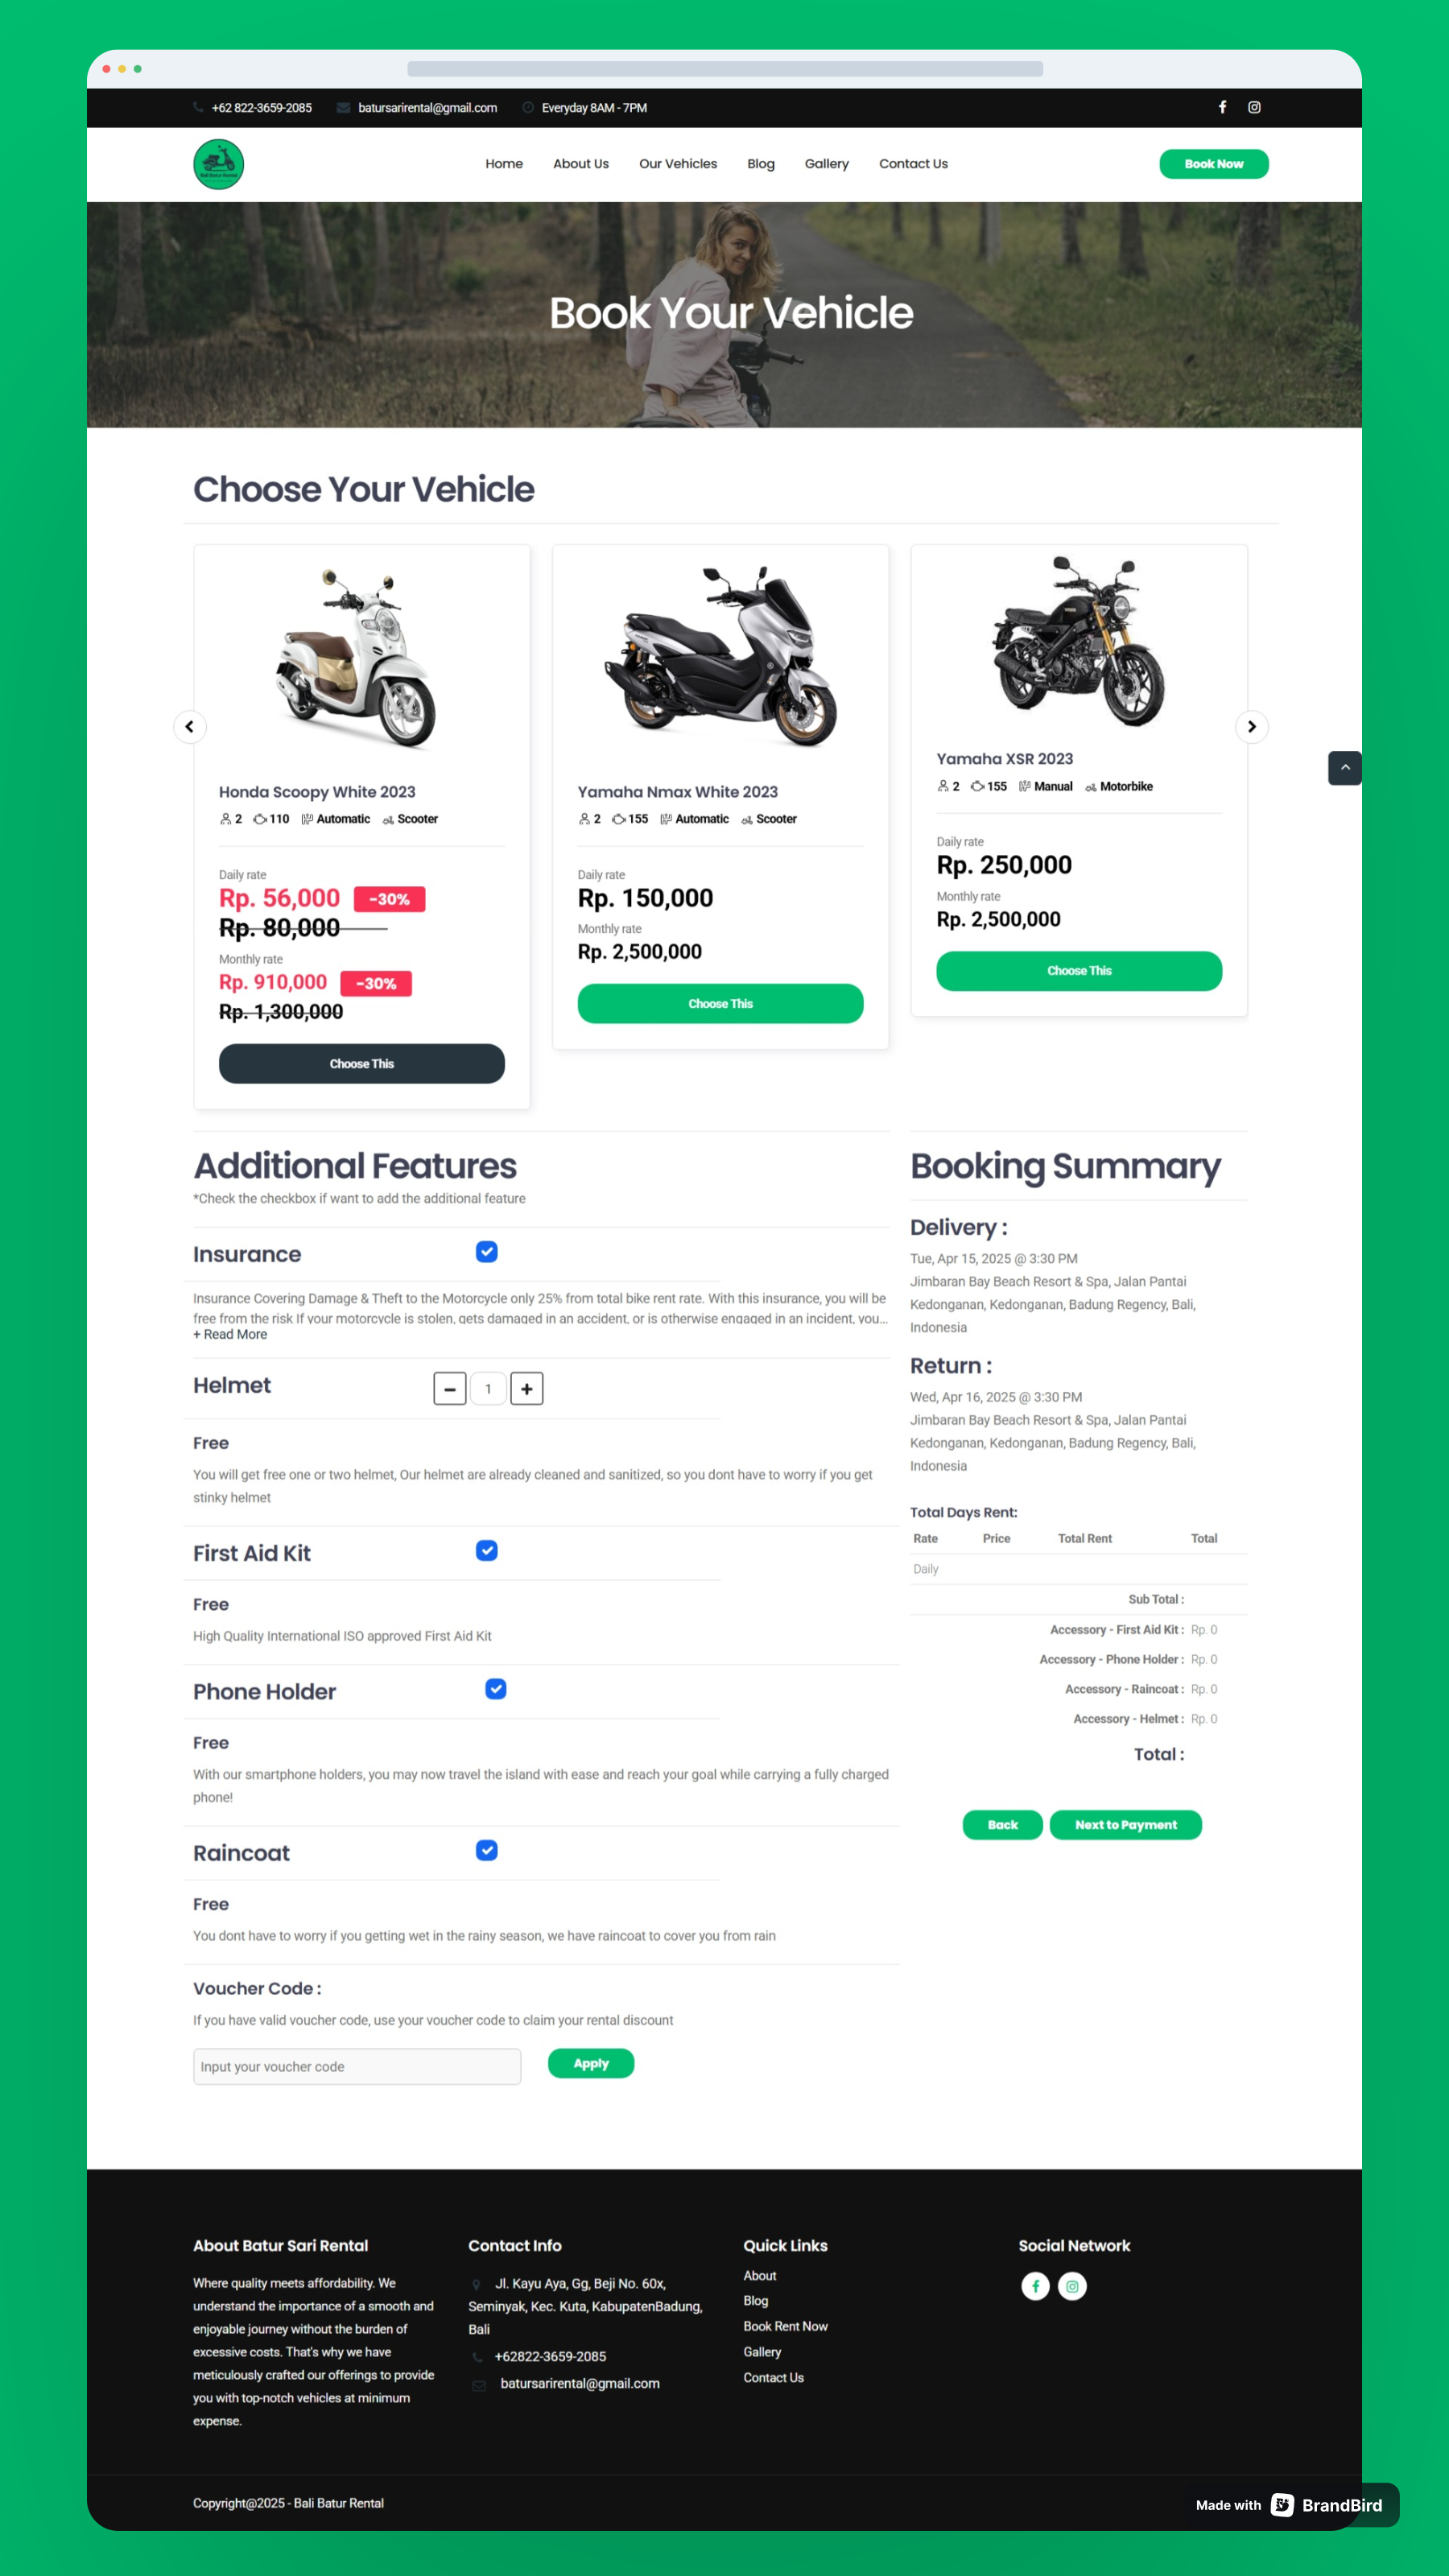 +62 822-3659-2085 batursarirental@gmail.com Everyday 8AM - 7PM
Bali Batur Rental
Home About Us Our Vehicles Blog Gallery Contact Us Book Now
Book Your Vehicle
Choose Your Vehicle
Honda Scoopy White 2023
2 110 Automatic Scooter
Daily rate
Rp. 56,000 -30%
Rp. 80,000
Monthly rate
Rp. 910,000 -30%
Rp. 1,300,000
Choose This
Yamaha Nmax White 2023
2 155 Automatic Scooter
Daily rate
Rp. 150,000
Monthly rate
Rp. 2,500,000
Choose This
Yamaha XSR 2023
2 155 Manual Motorbike
Daily rate
Rp. 250,000
Monthly rate
Rp. 2,500,000
Choose This
Additional Features
*Check the checkbox if want to add the additional feature
Insurance
Insurance Covering Damage & Theft to the Motorcycle only 25% from total bike rent rate. With this insurance, you will be
free from the risk If your motorcycle is stolen, gets damaged in an accident, or is otherwise engaged in an incident, you...
+ Read More
Helmet
1
Free
You will get free one or two helmet, Our helmet are already cleaned and sanitized, so you dont have to worry if you get
stinky helmet
First Aid Kit
Free
High Quality International ISO approved First Aid Kit
Phone Holder
Free
With our smartphone holders, you may now travel the island with ease and reach your goal while carrying a fully charged
phone!
Raincoat
Free
You dont have to worry if you getting wet in the rainy season, we have raincoat to cover you from rain
Voucher Code :
If you have valid voucher code, use your voucher code to claim your rental discount
Input your voucher code Apply
Booking Summary
Delivery :
Tue, Apr 15, 2025 @ 3:30 PM
Jimbaran Bay Beach Resort & Spa, Jalan Pantai
Kedonganan, Kedonganan, Badung Regency, Bali,
Indonesia
Return :
Wed, Apr 16, 2025 @ 3:30 PM
Jimbaran Bay Beach Resort & Spa, Jalan Pantai
Kedonganan, Kedonganan, Badung Regency, Bali,
Indonesia
Total Days Rent:
Rate Price Total Rent Total
Daily
Sub Total :
Accessory - First Aid Kit : Rp. 0
Accessory - Phone Holder : Rp. 0
Accessory - Raincoat : Rp. 0
Accessory - Helmet : Rp. 0
Total :
Back Next to Payment
About Batur Sari Rental
Where quality meets affordability. We
understand the importance of a smooth and
enjoyable journey without the burden of
excessive costs. That's why we have
meticulously crafted our offerings to provide
you with top-notch vehicles at minimum
expense.
Contact Info
Jl. Kayu Aya, Gg, Beji No. 60x,
Seminyak, Kec. Kuta, KabupatenBadung,
Bali
+62822-3659-2085
batursarirental@gmail.com
Quick Links
About
Blog
Book Rent Now
Gallery
Contact Us
Social Network
Copyright@2025 - Bali Batur Rental
Made with BrandBird